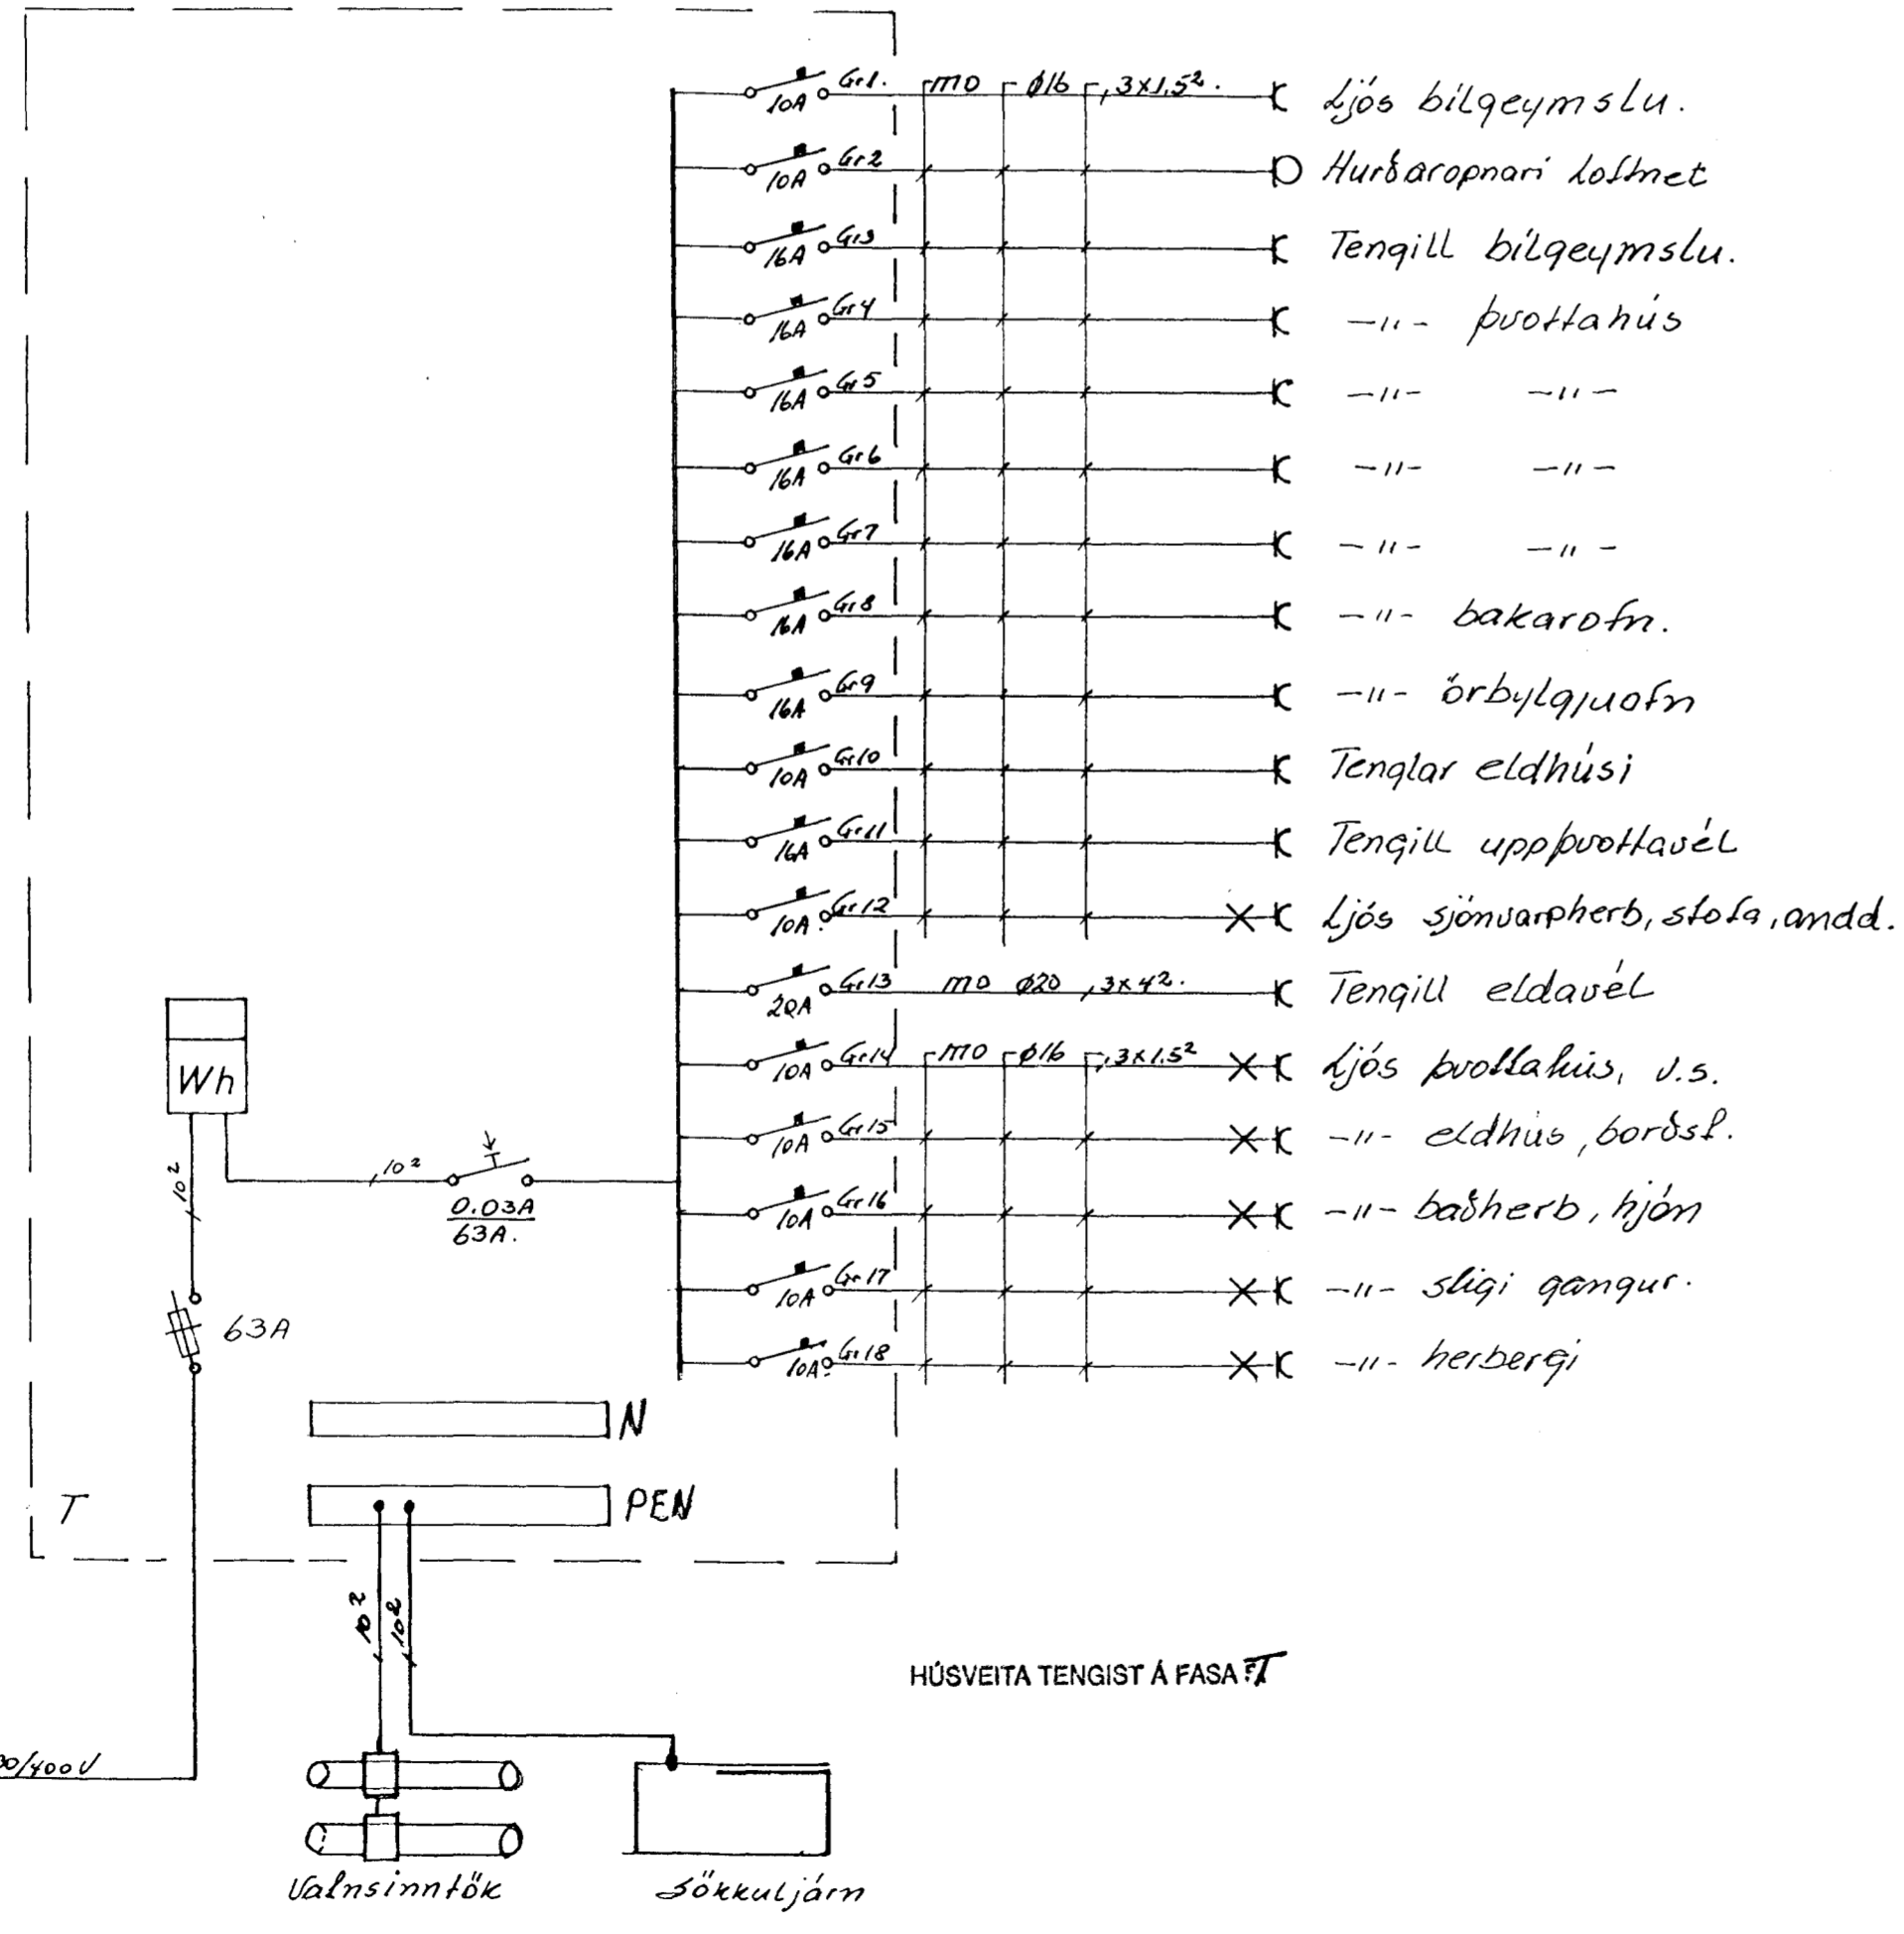 10A Gr1. MO ø16 ,3x1,5². Ljós bílgeymslu.
10A Gr2 Hurðaropnari Loftnet
16A Gr3 Tengill bílgeymslu.
16A Gr4 -"- þvottahús
16A Gr5 -"- -"-
16A Gr6 -"- -"-
16A Gr7 -"- -"-
16A Gr8 -"- bakarofn.
16A Gr9 -"- örbylgjuofn
10A Gr10 Tenglar eldhúsi
16A Gr11 Tengill uppþvottavél
10A. Gr12 Ljós sjónvarpherb, stofa, andd.
20A Gr13 MO ø20 ,3x4². Tengill eldavél
10A Gr14 MO ø16 ,3x1,5² Ljós þvottahús, v.s.
10A Gr15 -"- eldhús, borðst.
10A Gr16 -"- baðherb, hjón
10A Gr17 -"- stigi gangur.
10A Gr18 -"- herbergi
Wh
10²
,10²
0.03A
63A.
63A
N
PEN
T
,10²
,10²
HÚSVEITA TENGIST Á FASA T
/400V
Vatnsinntök
Sökkuljárn